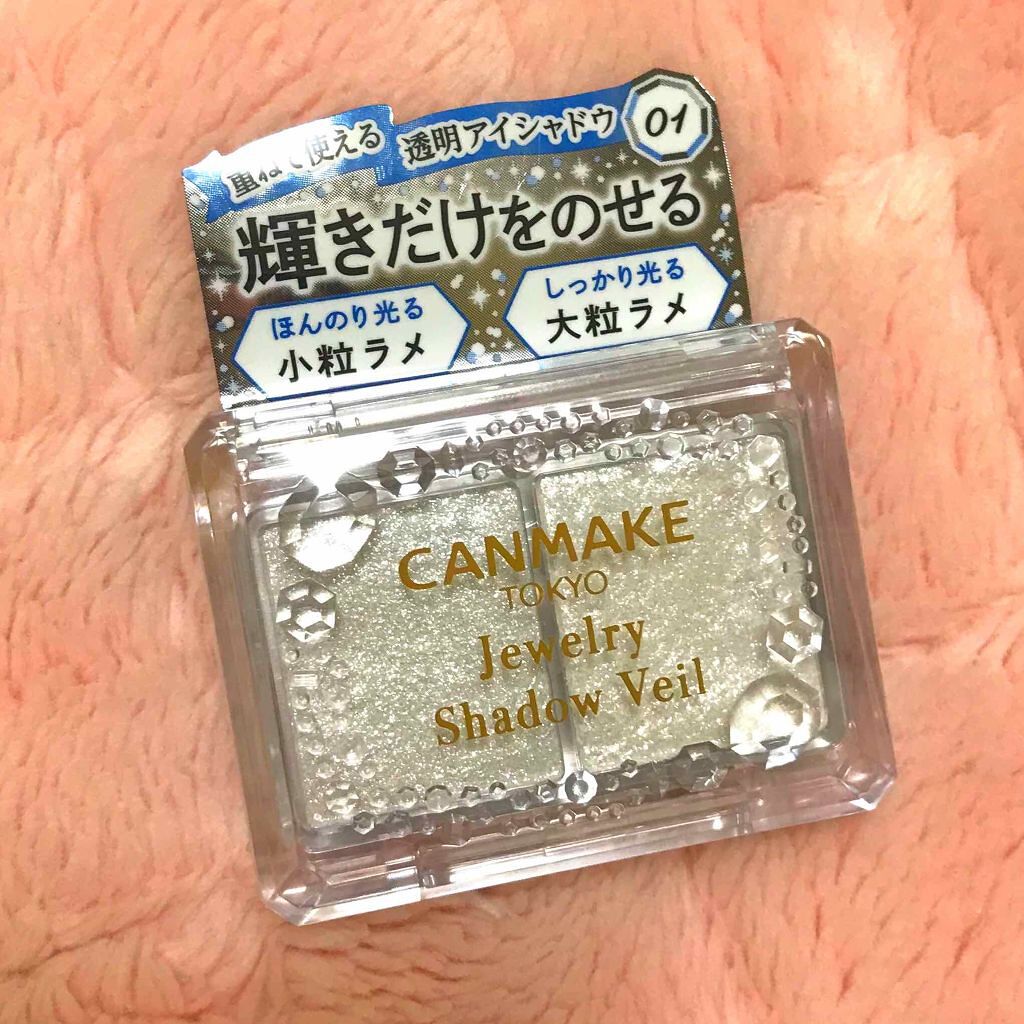 重ねて使える
透明アイシャドウ
01
輝きだけをのせる
ほんのり光る
小粒ラメ
しっかり光る
大粒ラメ
CANMAKE
TOKYO
Jewelry
Shadow Veil